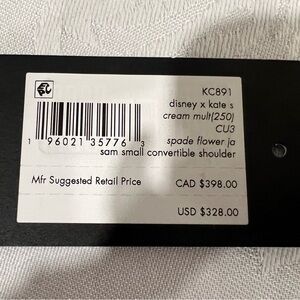 KC891
disney x kate s
cream mult(250)
CU3
spade flower ja
sam small convertible shoulder
1 96021 35776 3
Mfr Suggested Retail Price
CAD $398.00
USD $328.00